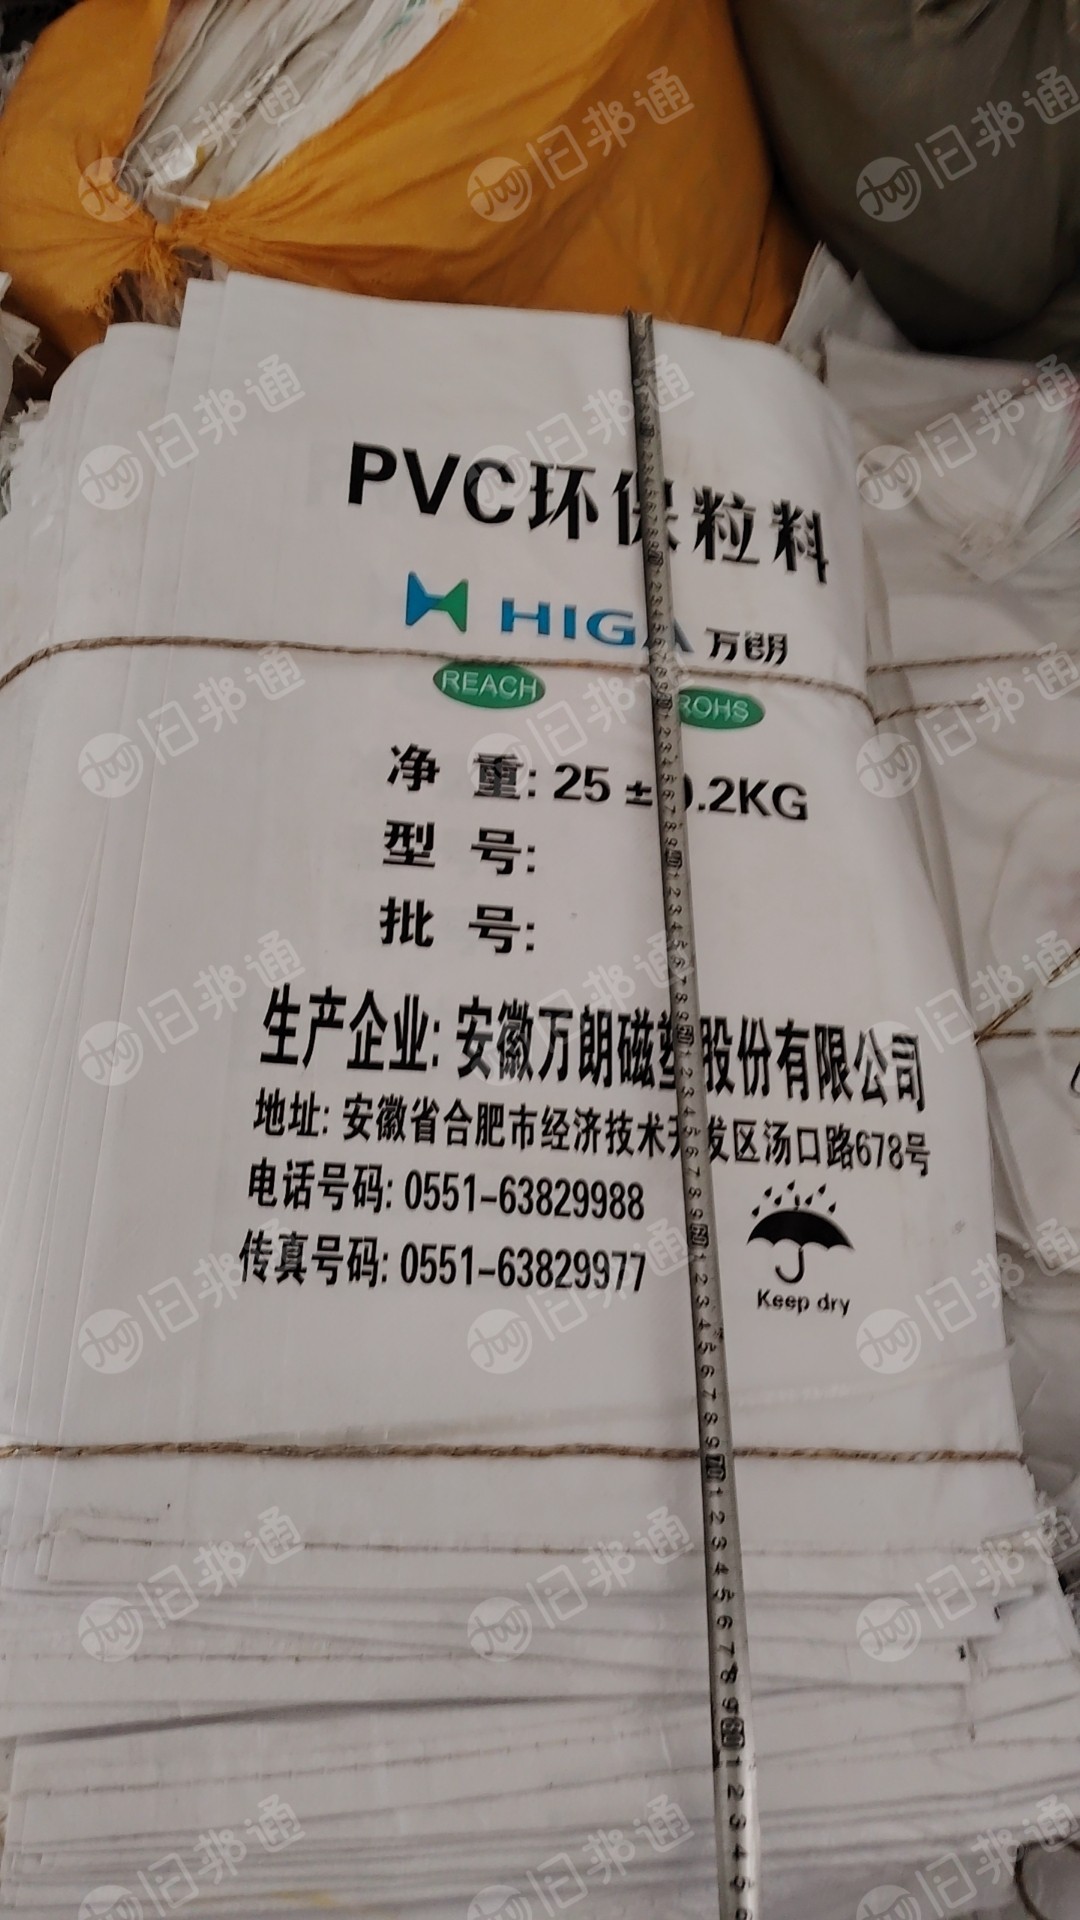 PVC环保粒料
HIGA 万朗
REACH
ROHS
净 重: 25 ± 0.2KG
型 号:
批 号:
生产企业: 安徽万朗磁塑股份有限公司
地址: 安徽省合肥市经济技术开发区汤口路678号
电话号码: 0551-63829988
传真号码: 0551-63829977
Keep dry
旧邦通